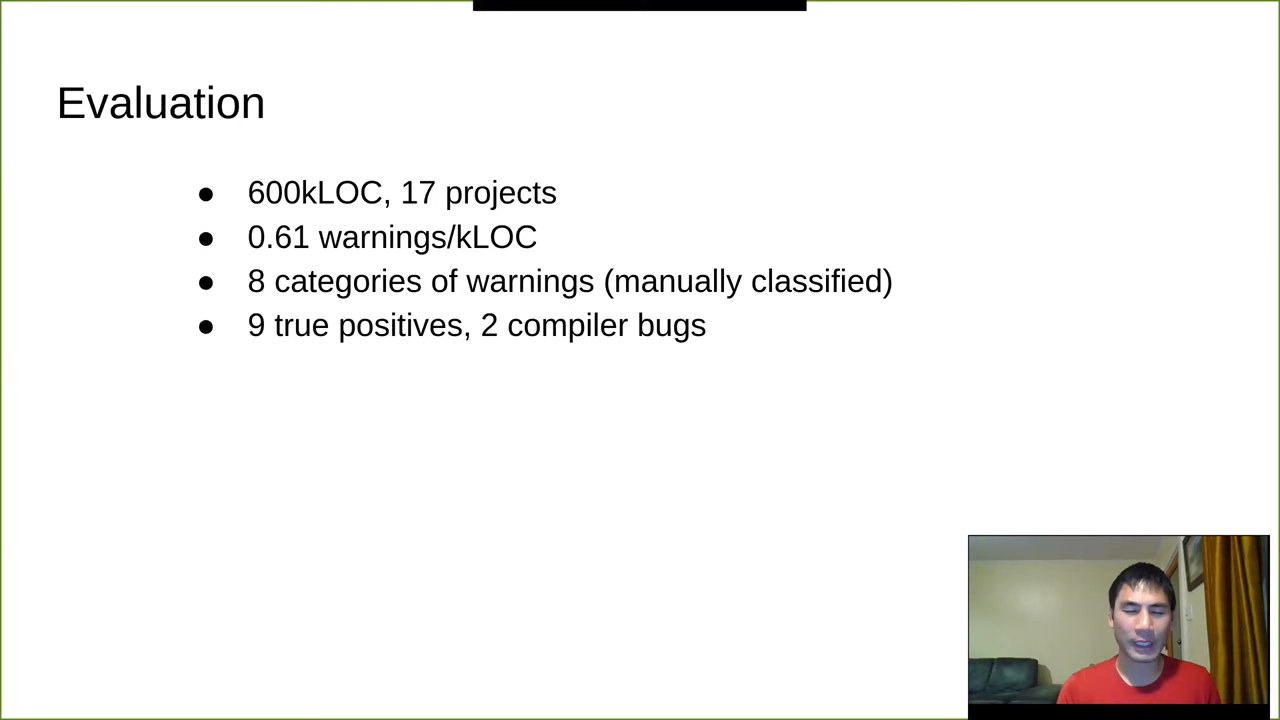 Evaluation
● 600kLOC, 17 projects
● 0.61 warnings/kLOC
● 8 categories of warnings (manually classified)
● 9 true positives, 2 compiler bugs